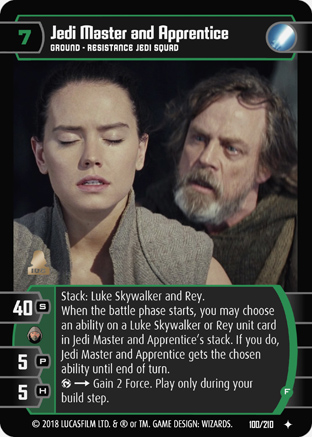 7
Jedi Master and Apprentice
GROUND - RESISTANCE JEDI SQUAD
40 S
5 P
5 H
Stack: Luke Skywalker and Rey.
When the battle phase starts, you may choose
an ability on a Luke Skywalker or Rey unit card
in Jedi Master and Apprentice's stack. If you do,
Jedi Master and Apprentice gets the chosen
ability until end of turn.
Gain 2 Force. Play only during your
build step.
F
© 2018 LUCASFILM LTD. & ® or TM. GAME DESIGN: WIZARDS.
100/210